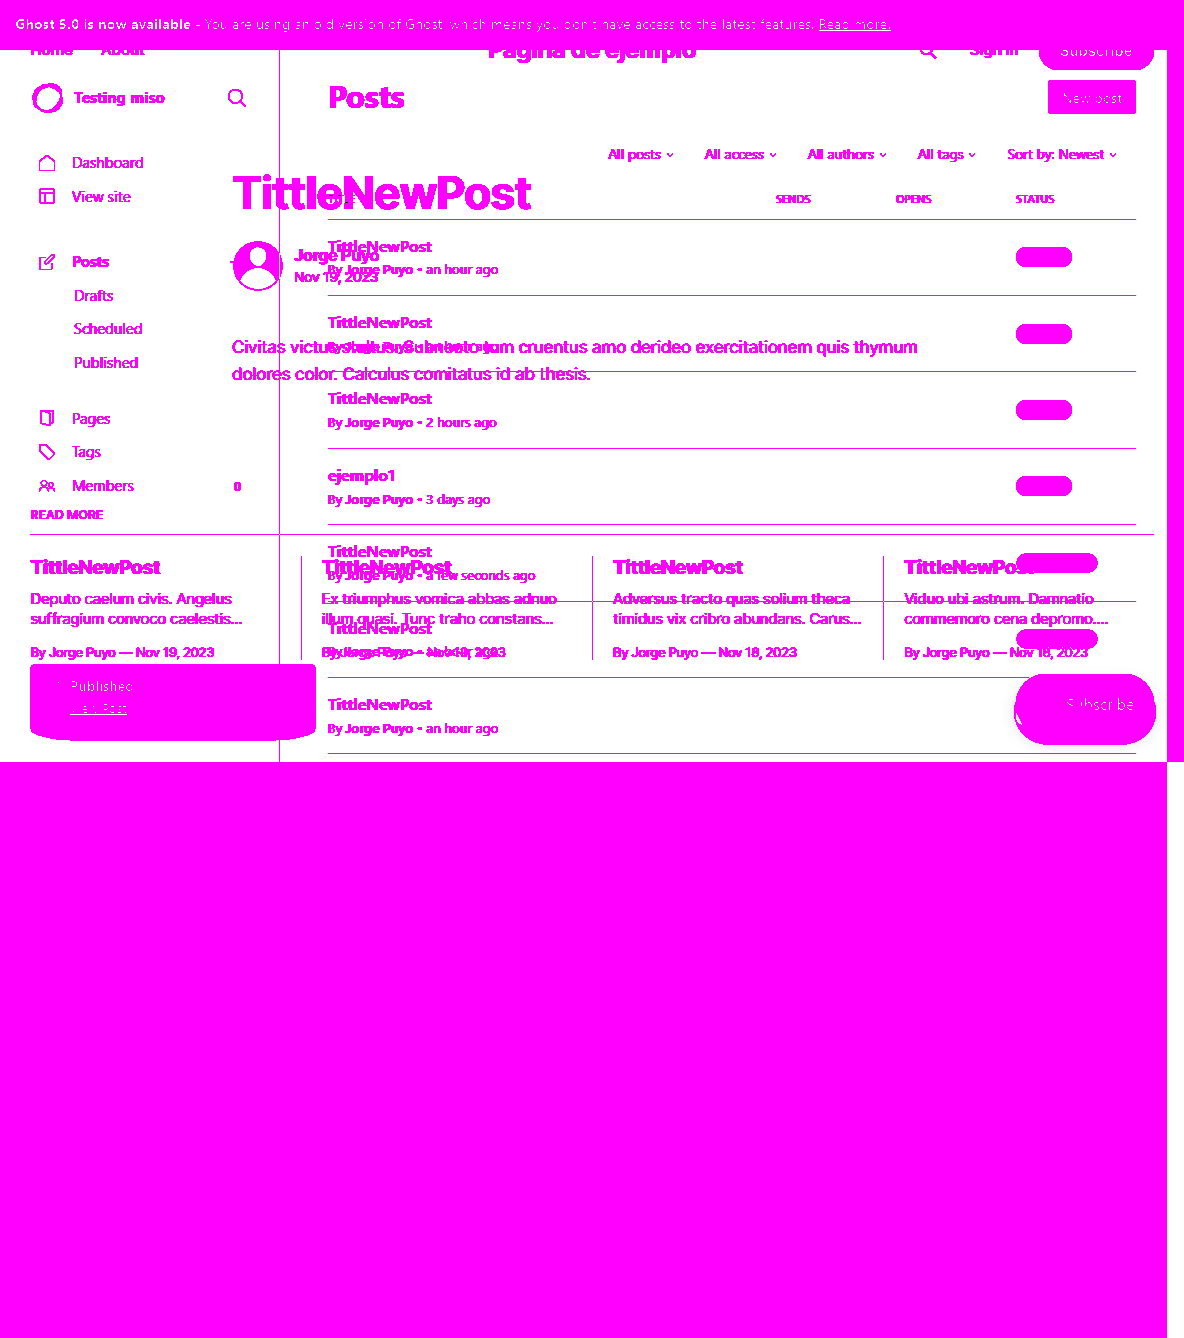 Ghost 5.0 is now available - You are using an old version of Ghost, which means you don't have access to the latest features. Read more.
Home About Página de ejemplo Sign in Subscribe
Testing miso
Posts
New post
All posts All access All authors All tags Sort by: Newest
Dashboard
View site
TittleNewPost
SENDS OPENS STATUS
Posts
Drafts
Scheduled
Published
Jorge Puyo
Nov 19, 2023
TittleNewPost
By Jorge Puyo • an hour ago
TittleNewPost
Civitas victus cruentus amo derideo exercitationem quis thymum
dolores color. Calculus comitatus id ab thesis.
TittleNewPost
By Jorge Puyo • 2 hours ago
Pages
Tags
Members 0
ejemplo1
By Jorge Puyo • 3 days ago
READ MORE
TittleNewPost
By Jorge Puyo • a few seconds ago
TittleNewPost
Deputo caelum civis. Angelus
suffragium convoco caelestis...
By Jorge Puyo — Nov 19, 2023
TittleNewPost
Ex triumphus vomica abbas adnuo
illum quasi. Tunc traho constans...
By Jorge Puyo — Nov 19, 2023
TittleNewPost
Adversus tracto quas solium theca
timidus vix cribro abundans. Carus...
By Jorge Puyo — Nov 18, 2023
TittleNewPost
Viduo ubi astrum. Damnatio
commemoro cena depromo....
By Jorge Puyo — Nov 18, 2023
TittleNewPost
Published
View Post
TittleNewPost
By Jorge Puyo • an hour ago
Subscribe